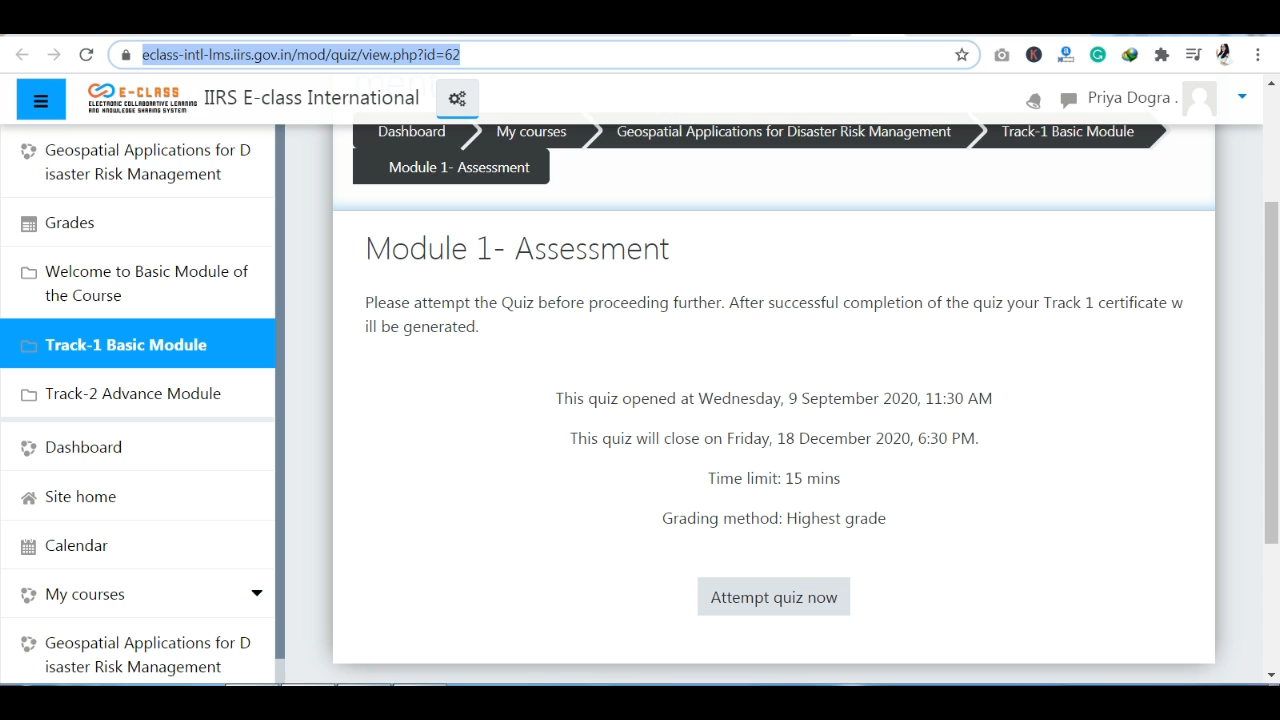 eclass-intl-lms.iirs.gov.in/mod/quiz/view.php?id=62
E-CLASS
ELECTRONIC COLLABORATIVE LEARNING
AND KNOWLEDGE SHARING SYSTEM
IIRS E-class International
Priya Dogra .
Geospatial Applications for D
isaster Risk Management
Grades
Welcome to Basic Module of
the Course
Track-1 Basic Module
Track-2 Advance Module
Dashboard
Site home
Calendar
My courses
Geospatial Applications for D
isaster Risk Management
Dashboard
My courses
Geospatial Applications for Disaster Risk Management
Track-1 Basic Module
Module 1- Assessment
Module 1- Assessment
Please attempt the Quiz before proceeding further. After successful completion of the quiz your Track 1 certificate w
ill be generated.
This quiz opened at Wednesday, 9 September 2020, 11:30 AM
This quiz will close on Friday, 18 December 2020, 6:30 PM.
Time limit: 15 mins
Grading method: Highest grade
Attempt quiz now